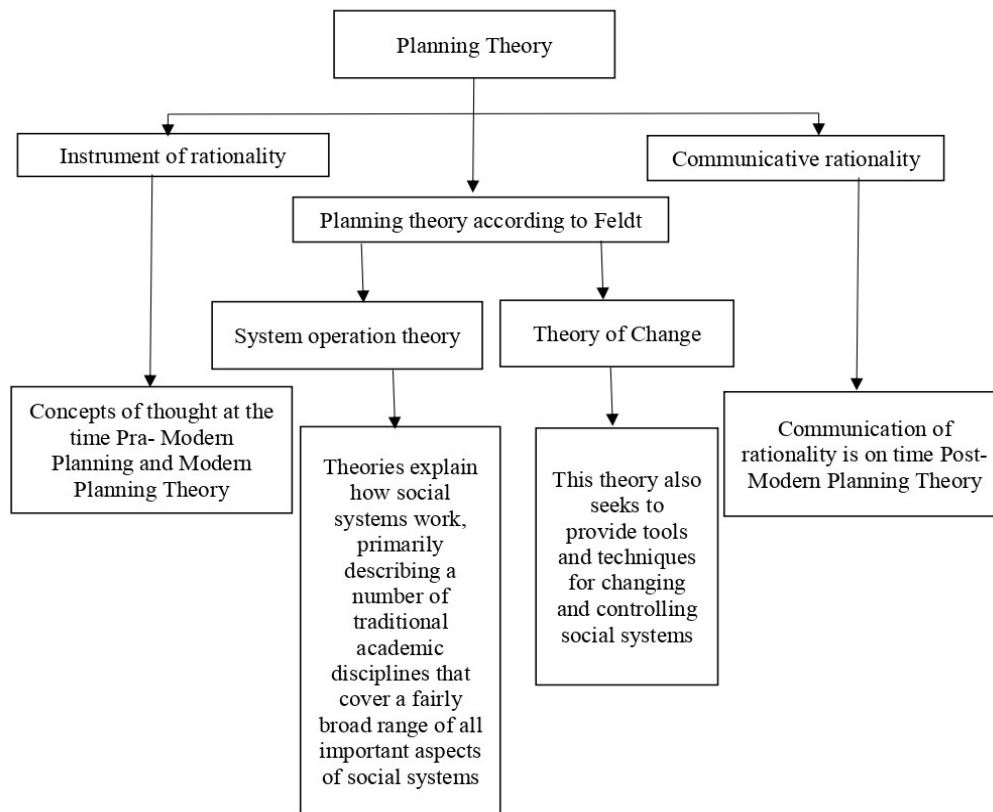 Planning Theory
Instrument of rationality
Communicative rationality
Planning theory according to Feldt
System operation theory
Theory of Change
Concepts of thought at the
time Pra- Modern
Planning and Modern
Planning Theory
Theories explain
how social
systems work,
primarily
describing a
number of
traditional
academic
disciplines that
cover a fairly
broad range of all
important aspects
of social systems
This theory also
seeks to
provide tools
and techniques
for changing
and controlling
social systems
Communication of
rationality is on time Post-
Modern Planning Theory